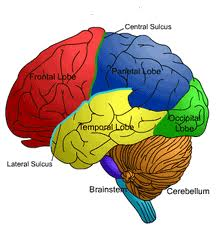 Central Sulcus
Frontal Lobe
Parietal Lobe
Occipital
Lobe
Temporal Lobe
Lateral Sulcus
Brainstem
Cerebellum